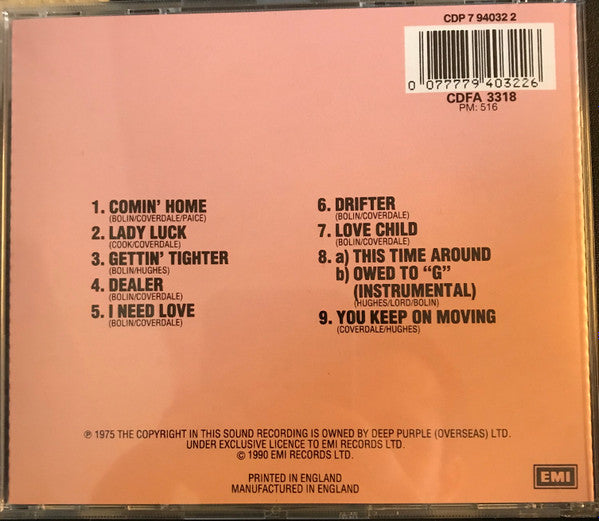 CDP 7 94032 2
0 077779 403226
CDFA 3318
PM: 516
1. COMIN' HOME
(BOLIN/COVERDALE/PAICE)
2. LADY LUCK
(COOK/COVERDALE)
3. GETTIN' TIGHTER
(BOLIN/HUGHES)
4. DEALER
(BOLIN/COVERDALE)
5. I NEED LOVE
(BOLIN/COVERDALE)
6. DRIFTER
(BOLIN/COVERDALE)
7. LOVE CHILD
(BOLIN/COVERDALE)
8. a) THIS TIME AROUND
b) OWED TO "G"
(INSTRUMENTAL)
(HUGHES/LORD/BOLIN)
9. YOU KEEP ON MOVING
(COVERDALE/HUGHES)
℗ 1975 THE COPYRIGHT IN THIS SOUND RECORDING IS OWNED BY DEEP PURPLE (OVERSEAS) LTD.
UNDER EXCLUSIVE LICENCE TO EMI RECORDS LTD.
© 1990 EMI RECORDS LTD.
PRINTED IN ENGLAND
MANUFACTURED IN ENGLAND
EMI